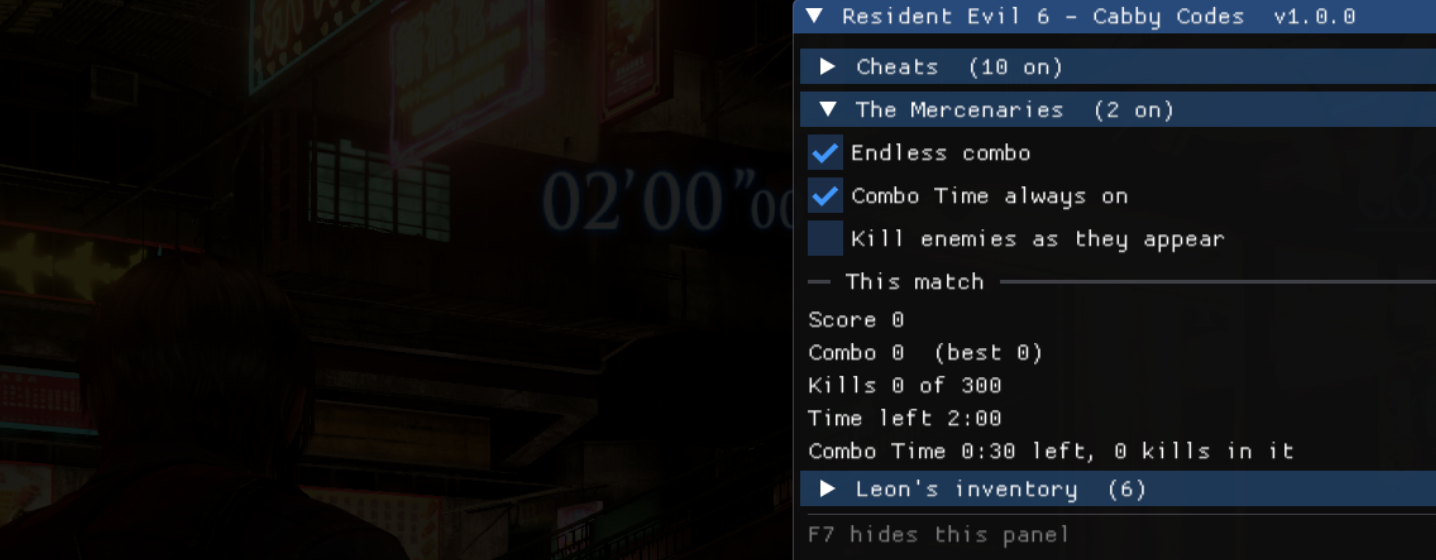 Resident Evil 6 - Cabby Codes v1.0.0
Cheats (10 on)
The Mercenaries (2 on)
Endless combo
Combo Time always on
Kill enemies as they appear
This match
Score 0
Combo 0 (best 0)
Kills 0 of 300
Time left 2:00
Combo Time 0:30 left, 0 kills in it
Leon's inventory (6)
F7 hides this panel
02'00"00